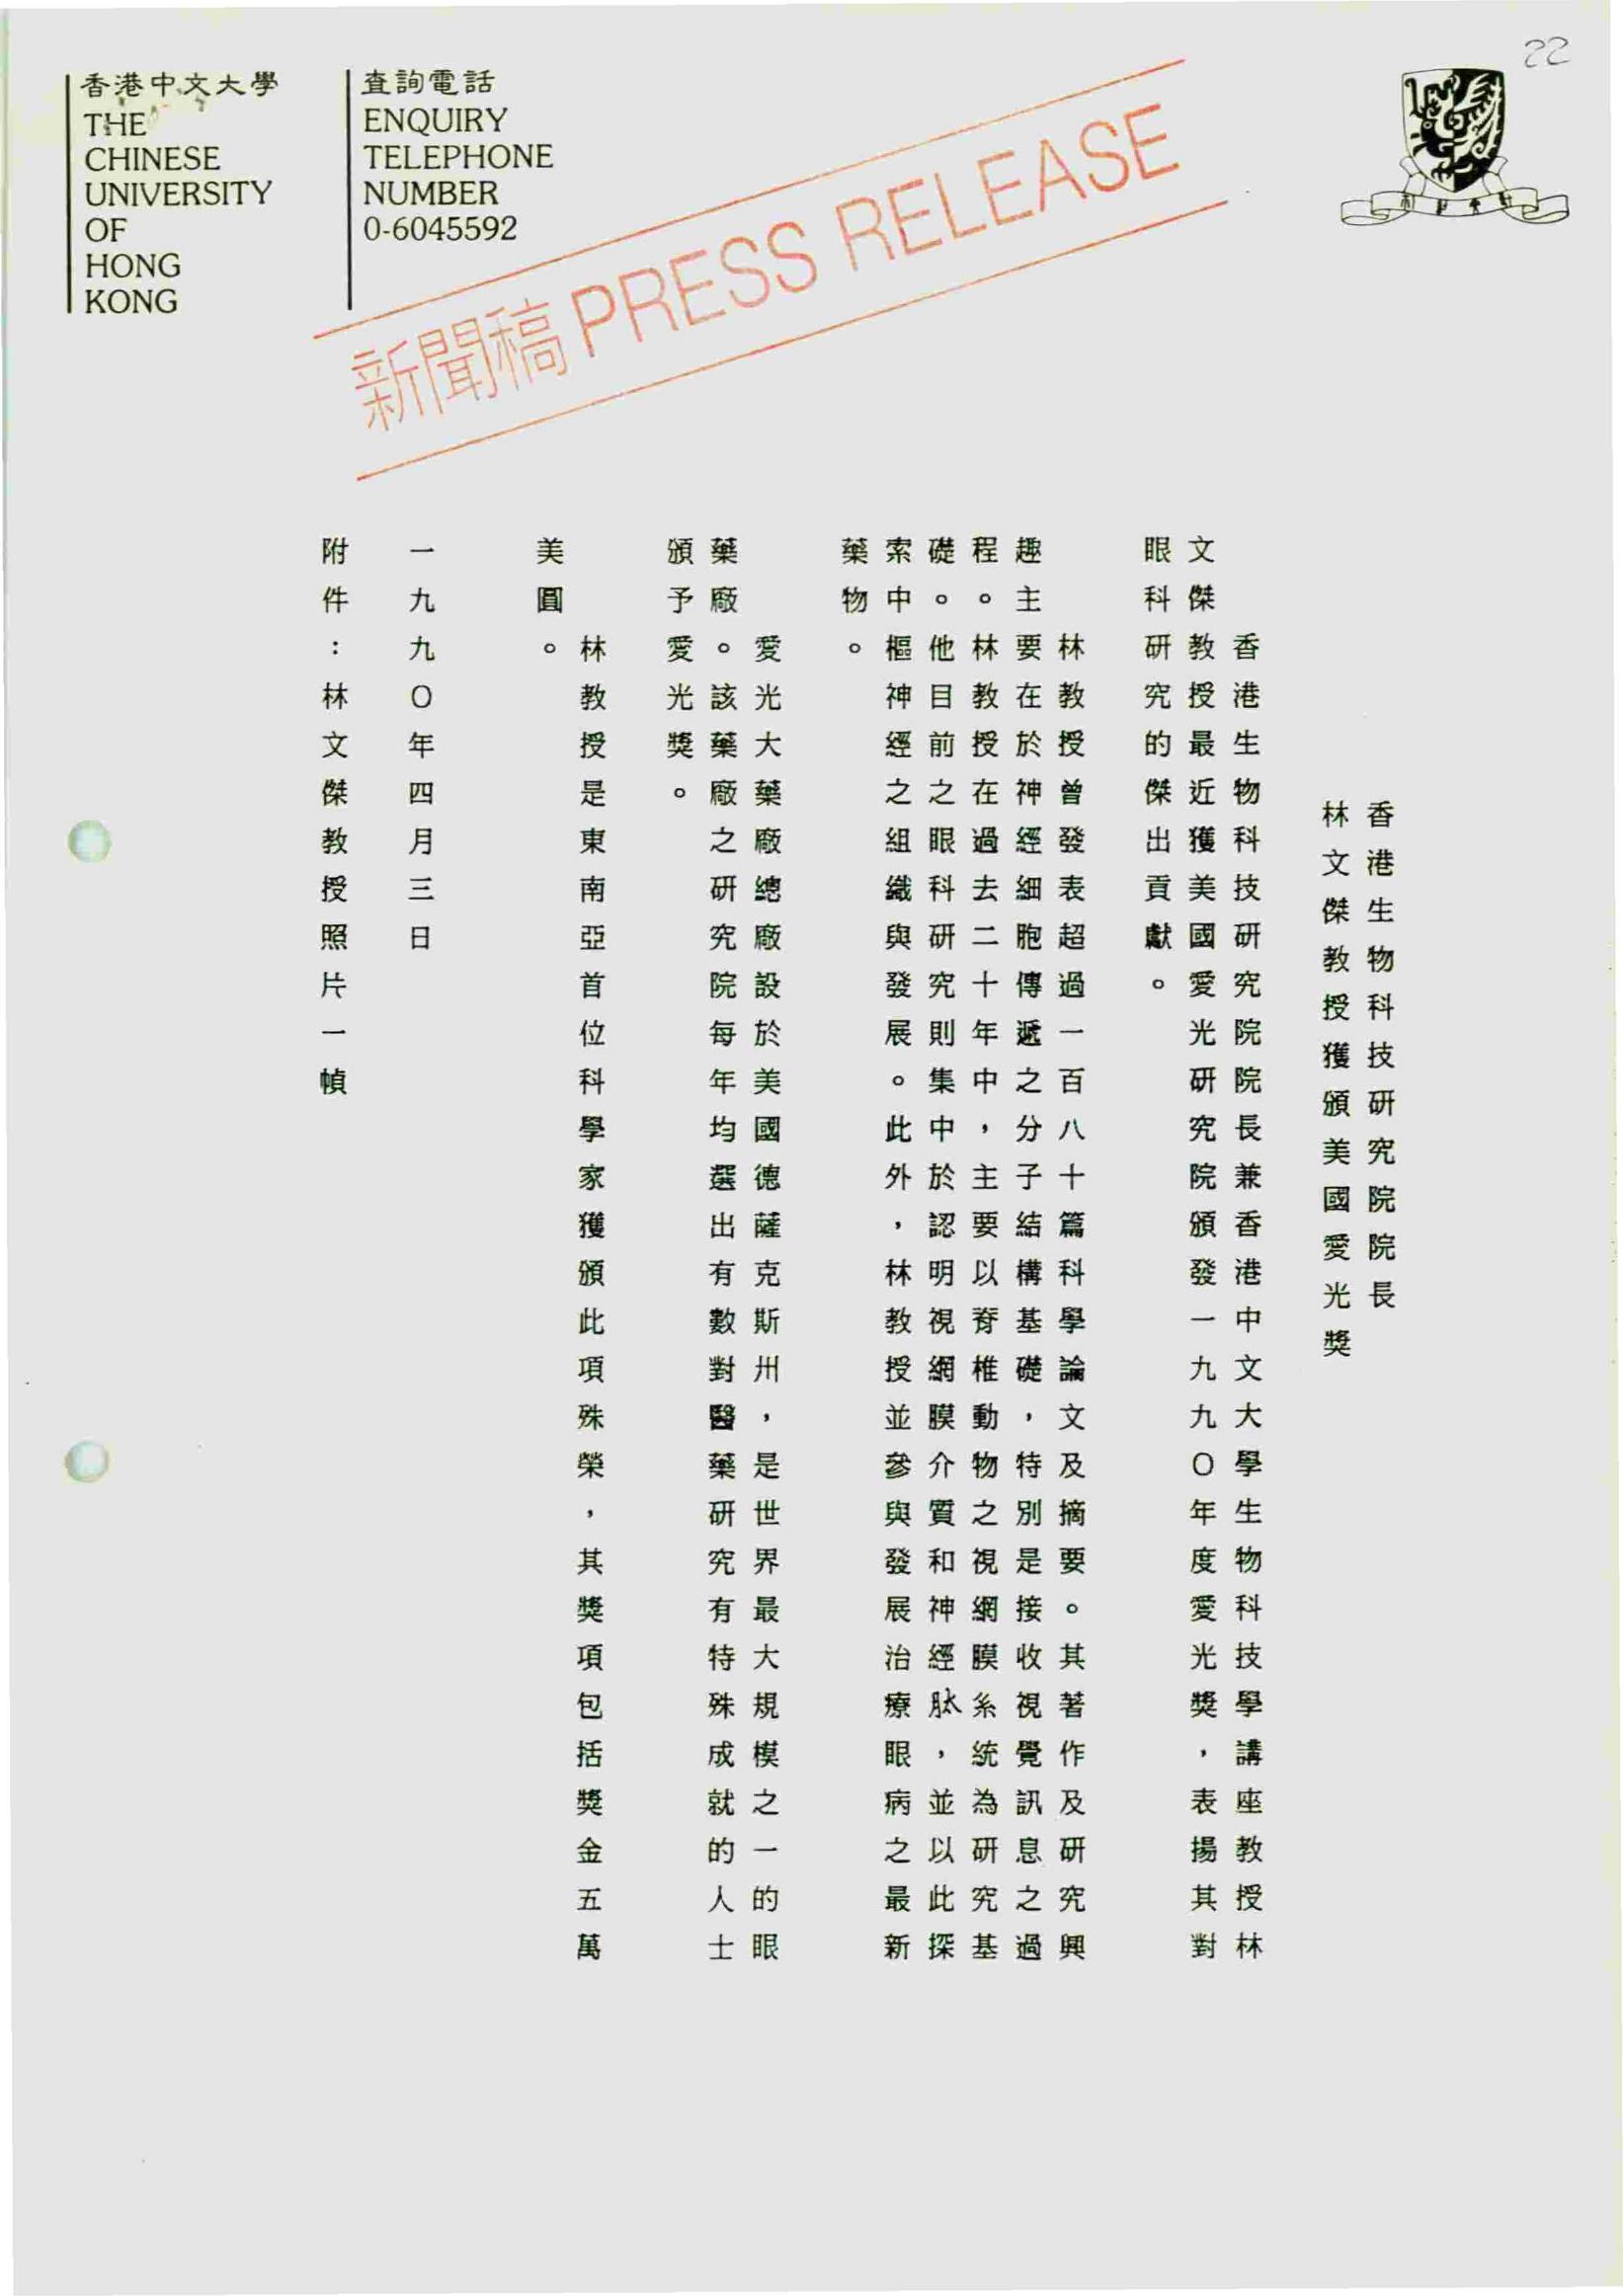 22
香港中文大學
THE
CHINESE
UNIVERSITY
OF
HONG
KONG
查詢電話
ENQUIRY
TELEPHONE
NUMBER
0-6045592
新聞稿 PRESS RELEASE
香港生物科技研究院院長
林文傑教授獲頒美國愛光獎
香港生物科技研究院院長兼香港中文大學生物科技學講座教授林
文傑教授最近獲美國愛光研究院頒發一九九〇年度愛光獎，表揚其對
眼科研究的傑出貢獻。
林教授曾發表超過一百八十篇科學論文及摘要。其著作及研究興
趣主要在於神經細胞傳遞之分子結構基礎，特別是接收視覺訊息之過
程。林教授在過去二十年中，主要以脊椎動物之視網膜系統為研究基
礎。他目前之眼科研究則集中於認明視網膜介質和神經肽，並以此探
索中樞神經之組織與發展。此外，林教授並參與發展治療眼病之最新
藥物。
愛光大藥廠總廠設於美國德薩克斯州，是世界最大規模之一的眼
藥廠。該藥廠之研究院每年均選出有數對醫藥研究有特殊成就的人士
頒予愛光獎。
林教授是東南亞首位科學家獲頒此項殊榮，其獎項包括獎金五萬
美圓。
一九九〇年四月三日
附件：林文傑教授照片一幀